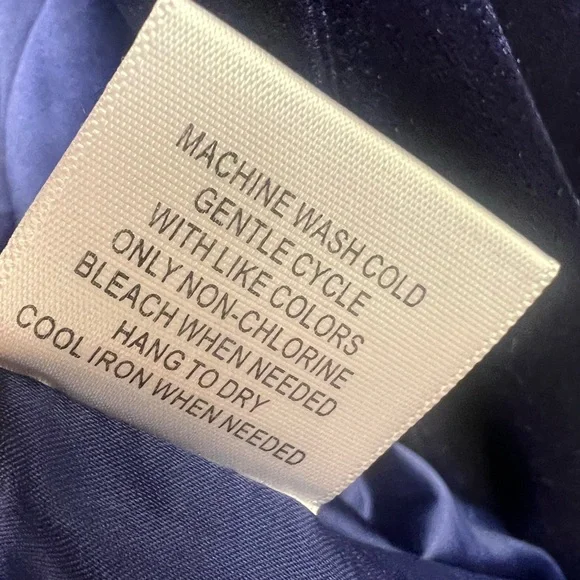 MACHINE WASH COLD
GENTLE CYCLE
WITH LIKE COLORS
ONLY NON-CHLORINE
BLEACH WHEN NEEDED
HANG TO DRY
COOL IRON WHEN NEEDED